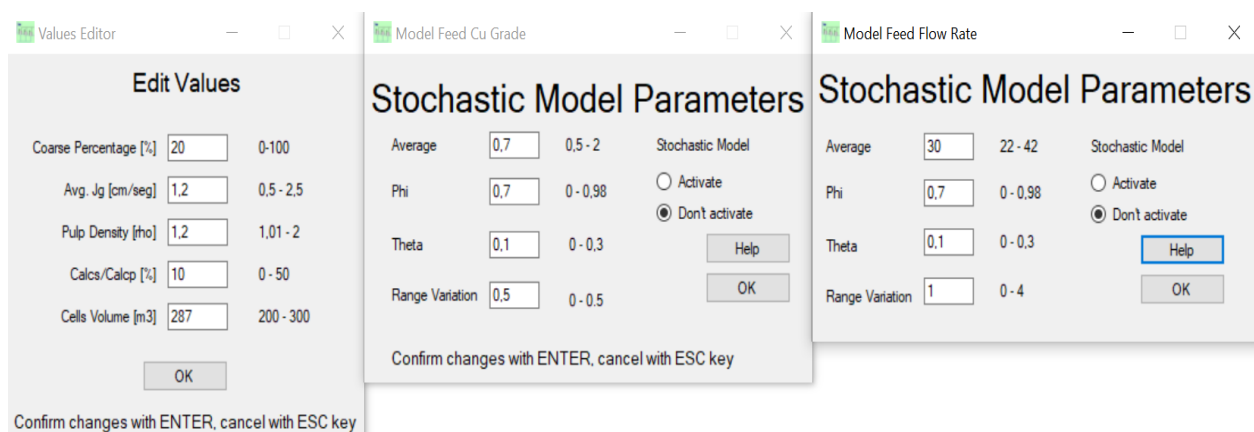 Values Editor
Edit Values
Coarse Percentage [%] 20 0-100
Avg. Jg [cm/seg] 1,2 0,5 - 2,5
Pulp Density [rho] 1,2 1,01 - 2
Calcs/Calcp [%] 10 0 - 50
Cells Volume [m3] 287 200 - 300
OK
Confirm changes with ENTER, cancel with ESC key
Model Feed Cu Grade
Stochastic Model Parameters
Average 0,7 0,5 - 2 Stochastic Model
Phi 0,7 0 - 0,98 Activate
Don't activate
Theta 0,1 0 - 0,3 Help
Range Variation 0,5 0 - 0.5 OK
Confirm changes with ENTER, cancel with ESC key
Model Feed Flow Rate
Stochastic Model Parameters
Average 30 22 - 42 Stochastic Model
Phi 0,7 0 - 0,98 Activate
Don't activate
Theta 0,1 0 - 0,3 Help
Range Variation 1 0 - 4 OK